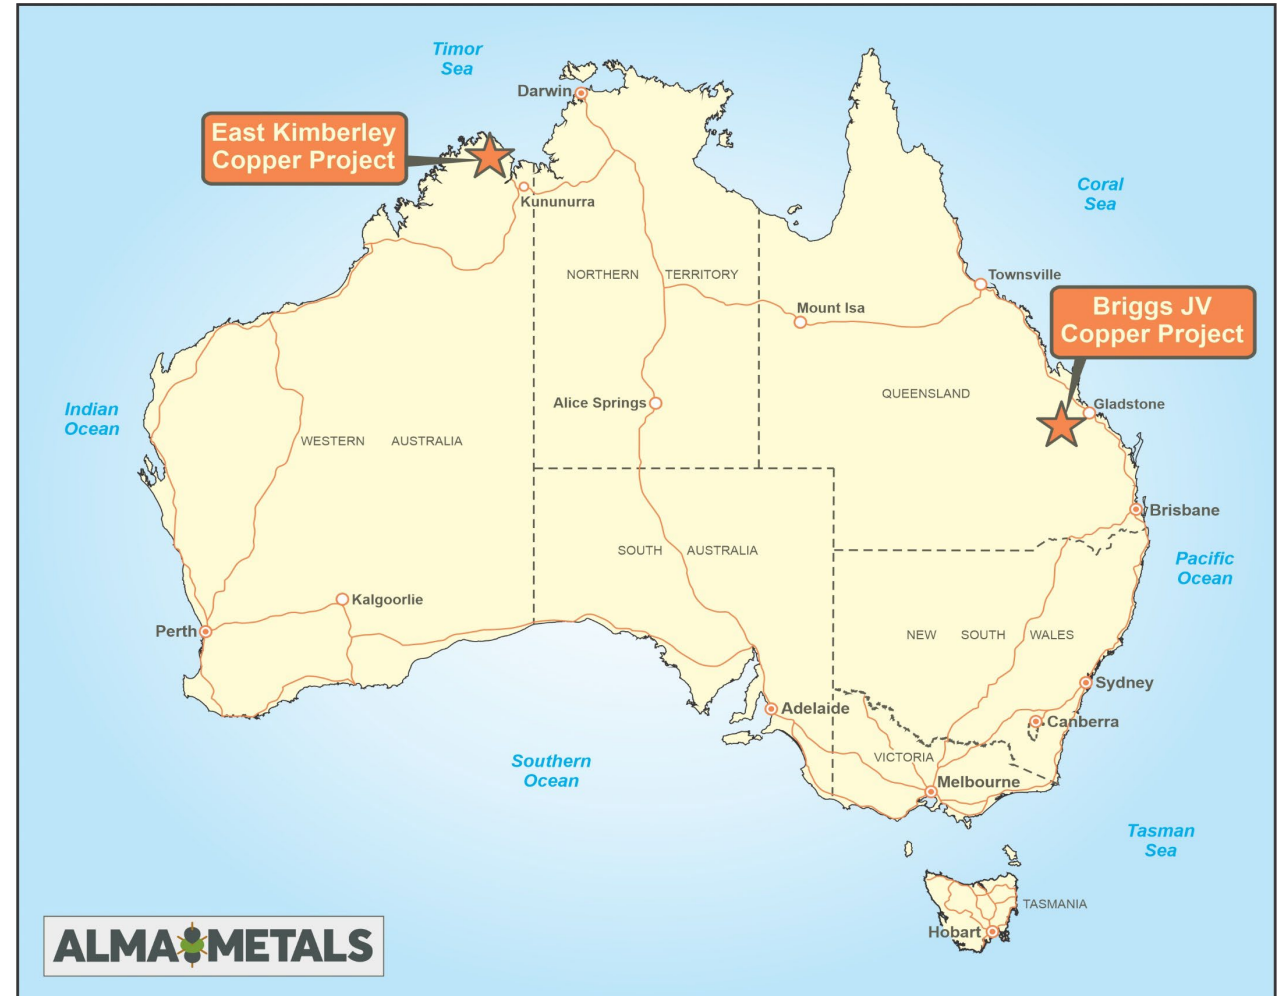 Timor
Sea
Darwin
East Kimberley
Copper Project
Kununurra
Coral
Sea
NORTHERN TERRITORY
Townsville
Mount Isa
Briggs JV
Copper Project
Indian
Ocean
Alice Springs
QUEENSLAND
Gladstone
WESTERN AUSTRALIA
Brisbane
SOUTH AUSTRALIA
Pacific
Ocean
Kalgoorlie
Perth
NEW SOUTH WALES
Sydney
Adelaide
Canberra
VICTORIA
Southern
Ocean
Melbourne
Tasman
Sea
TASMANIA
Hobart
ALMA METALS